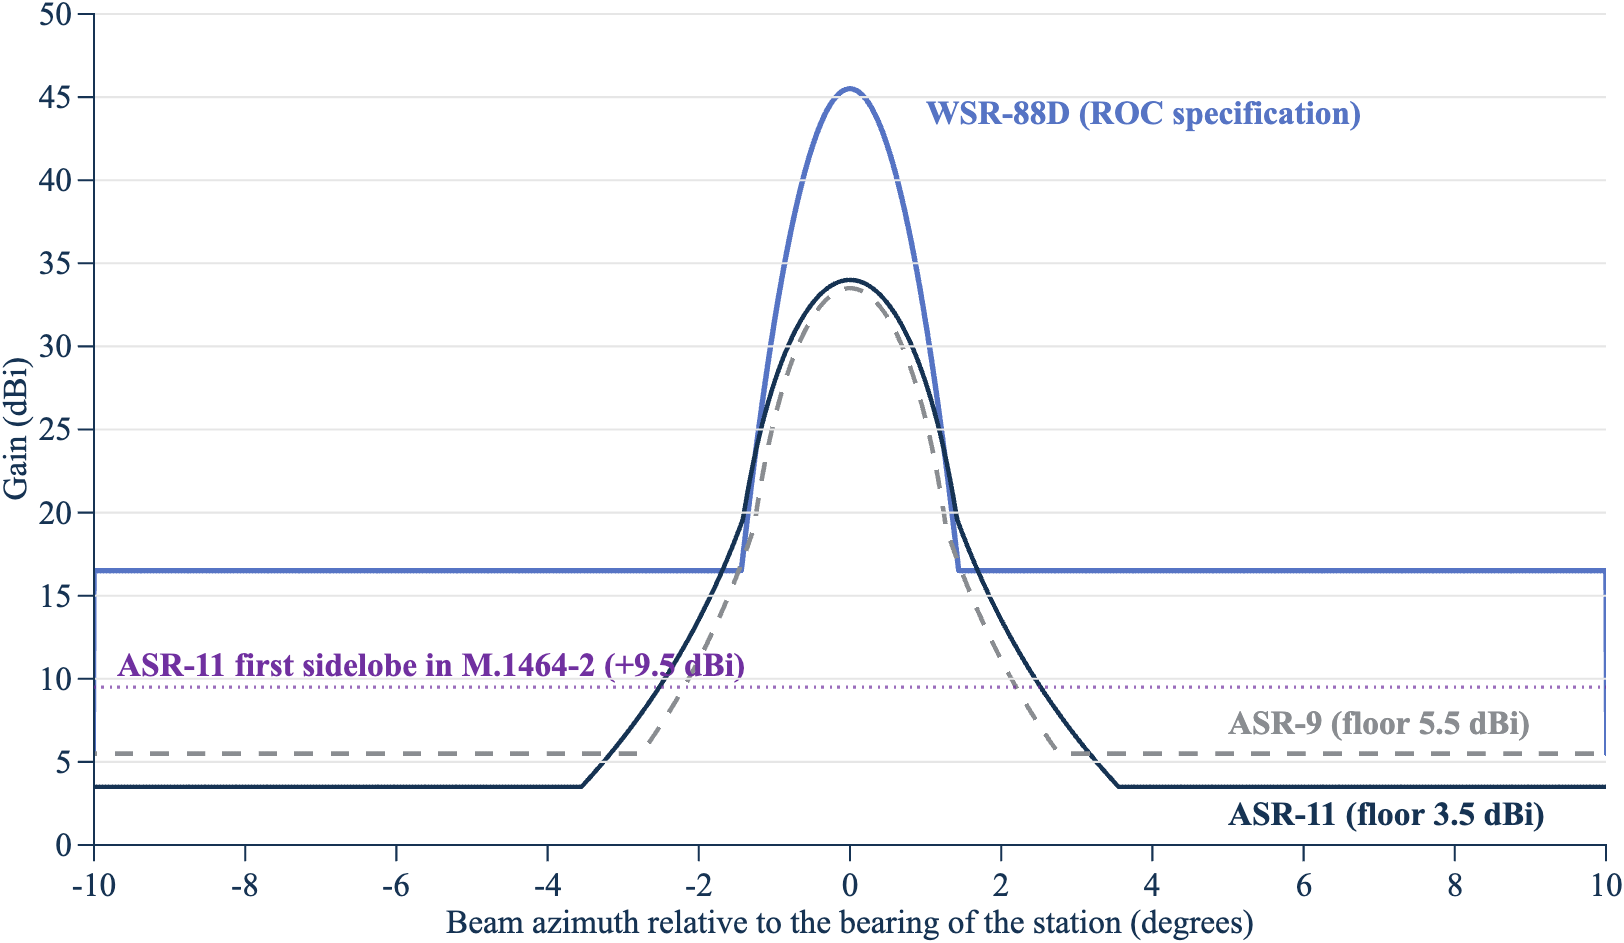 50
45
WSR-88D (ROC specification)
40
35
30
25
20
15
10
5
0
Gain (dBi)
ASR-11 first sidelobe in M.1464-2 (+9.5 dBi)
ASR-9 (floor 5.5 dBi)
ASR-11 (floor 3.5 dBi)
-10 -8 -6 -4 -2 0 2 4 6 8 10
Beam azimuth relative to the bearing of the station (degrees)